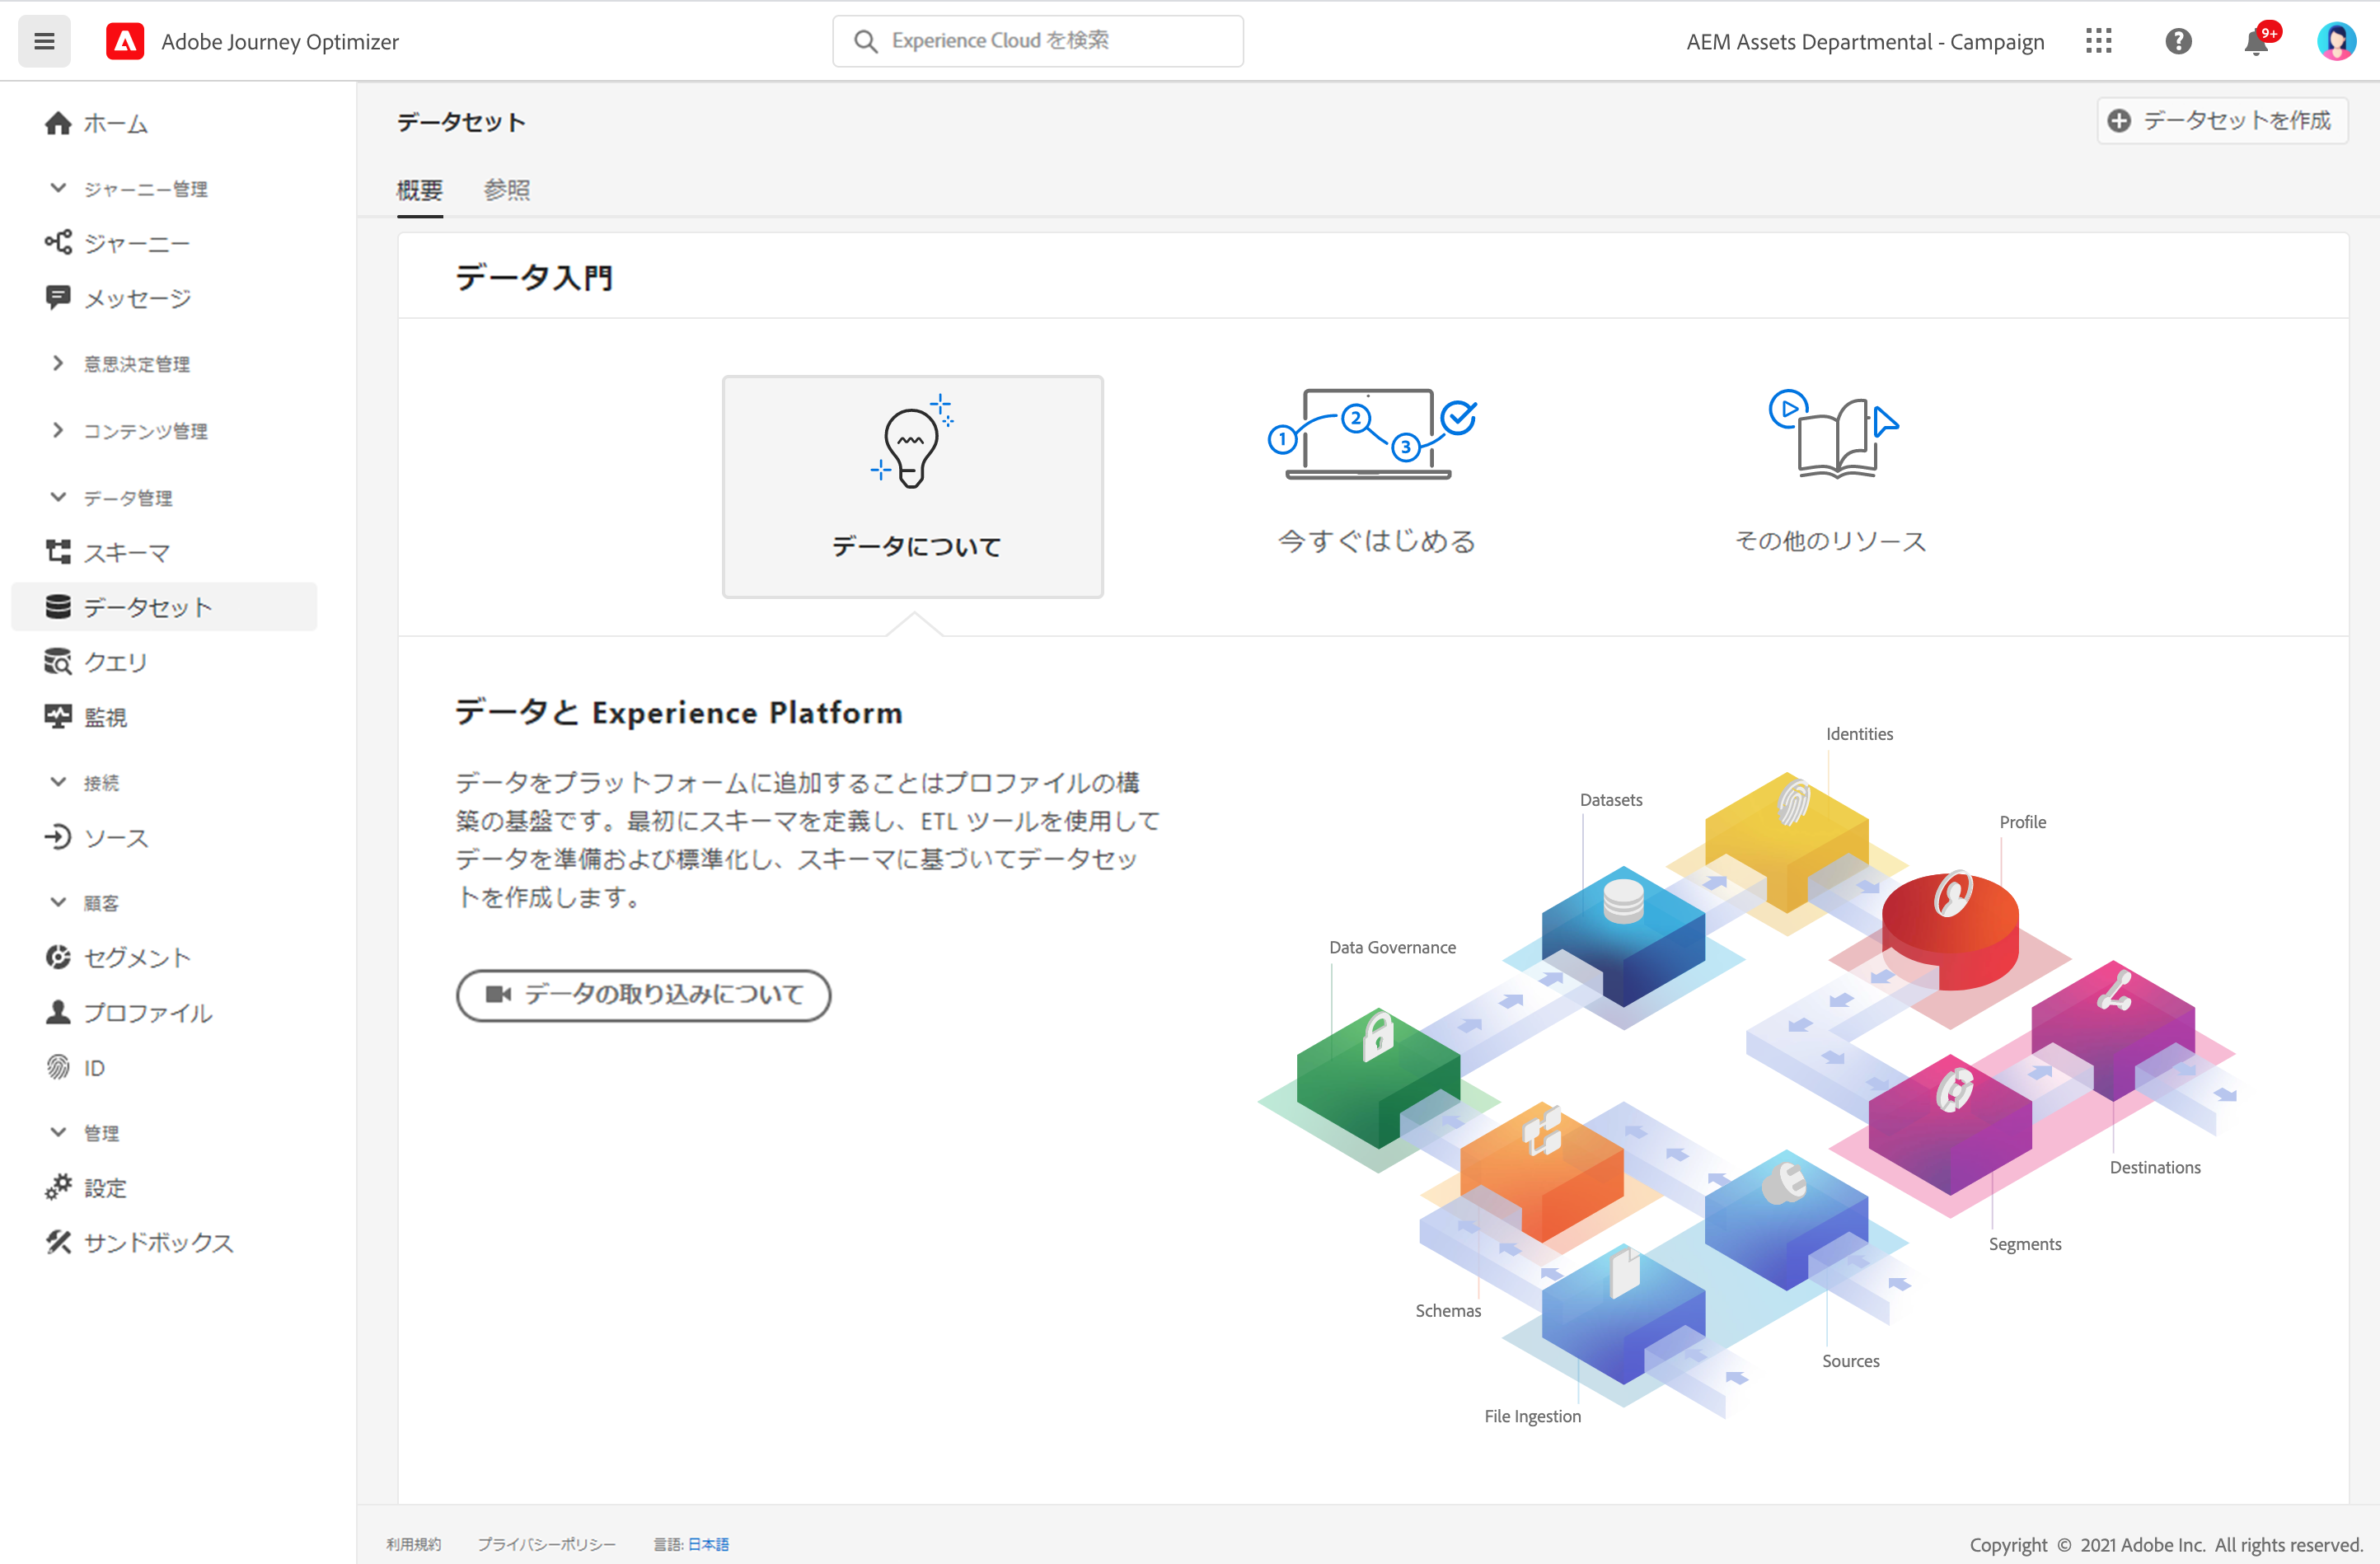 Adobe Journey Optimizer
Experience Cloud を検索
AEM Assets Departmental - Campaign
9+
ホーム
ジャーニー管理
ジャーニー
メッセージ
意思決定管理
コンテンツ管理
データ管理
スキーマ
データセット
クエリ
監視
接続
ソース
顧客
セグメント
プロファイル
ID
管理
設定
サンドボックス
データセット
データセットを作成
概要
参照
データ入門
データについて
1
2
3
今すぐはじめる
その他のリソース
データと Experience Platform
データをプラットフォームに追加することはプロファイルの構
築の基盤です。最初にスキーマを定義し、ETL ツールを使用して
データを準備および標準化し、スキーマに基づいてデータセッ
トを作成します。
データの取り込みについて
Identities
Datasets
Profile
Data Governance
Destinations
Segments
Schemas
Sources
File Ingestion
利用規約
プライバシーポリシー
言語: 日本語
Copyright © 2021 Adobe Inc. All rights reserved.